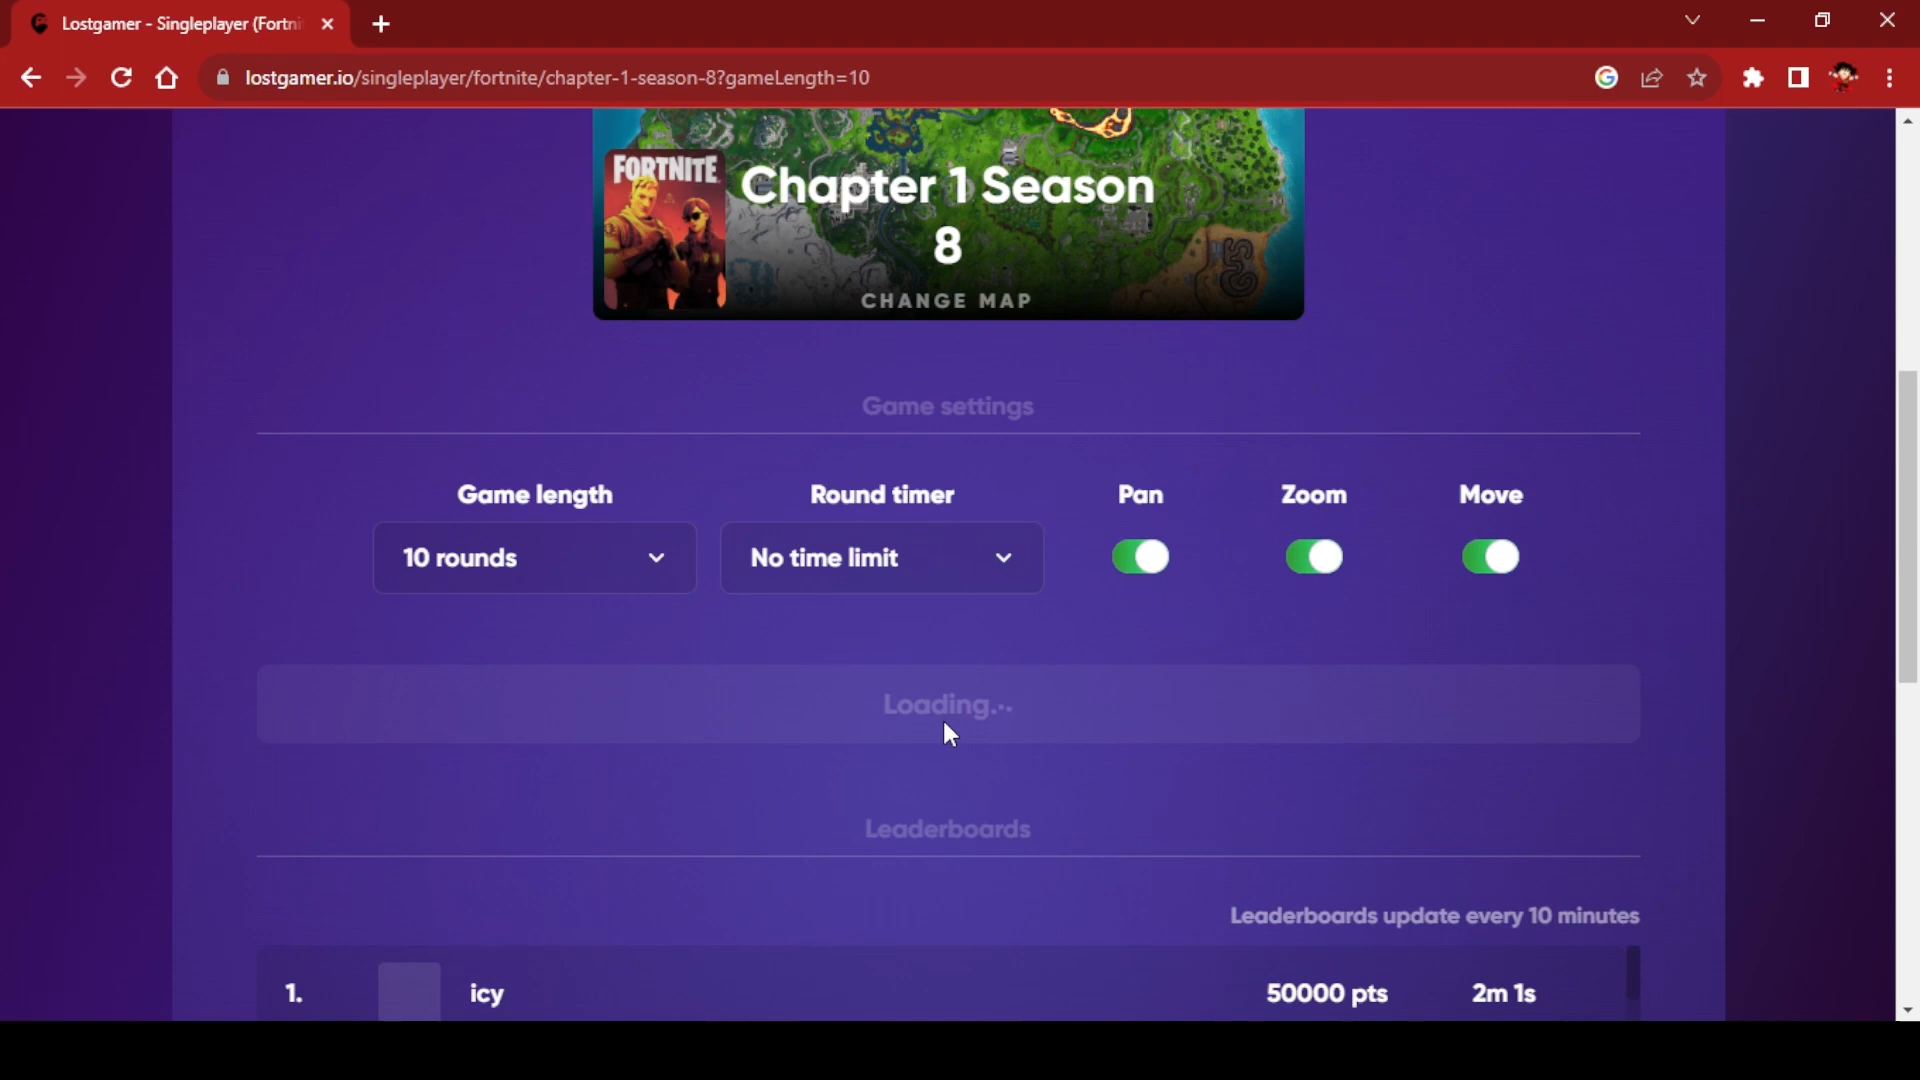 Lostgamer - Singleplayer (Fortni
lostgamer.io/singleplayer/fortnite/chapter-1-season-8?gameLength=10
FORTNITE
Chapter 1 Season
8
CHANGE MAP
Game settings
Game length Round timer Pan Zoom Move
10 rounds No time limit
Loading...
Leaderboards
Leaderboards update every 10 minutes
1. icy 50000 pts 2m 1s